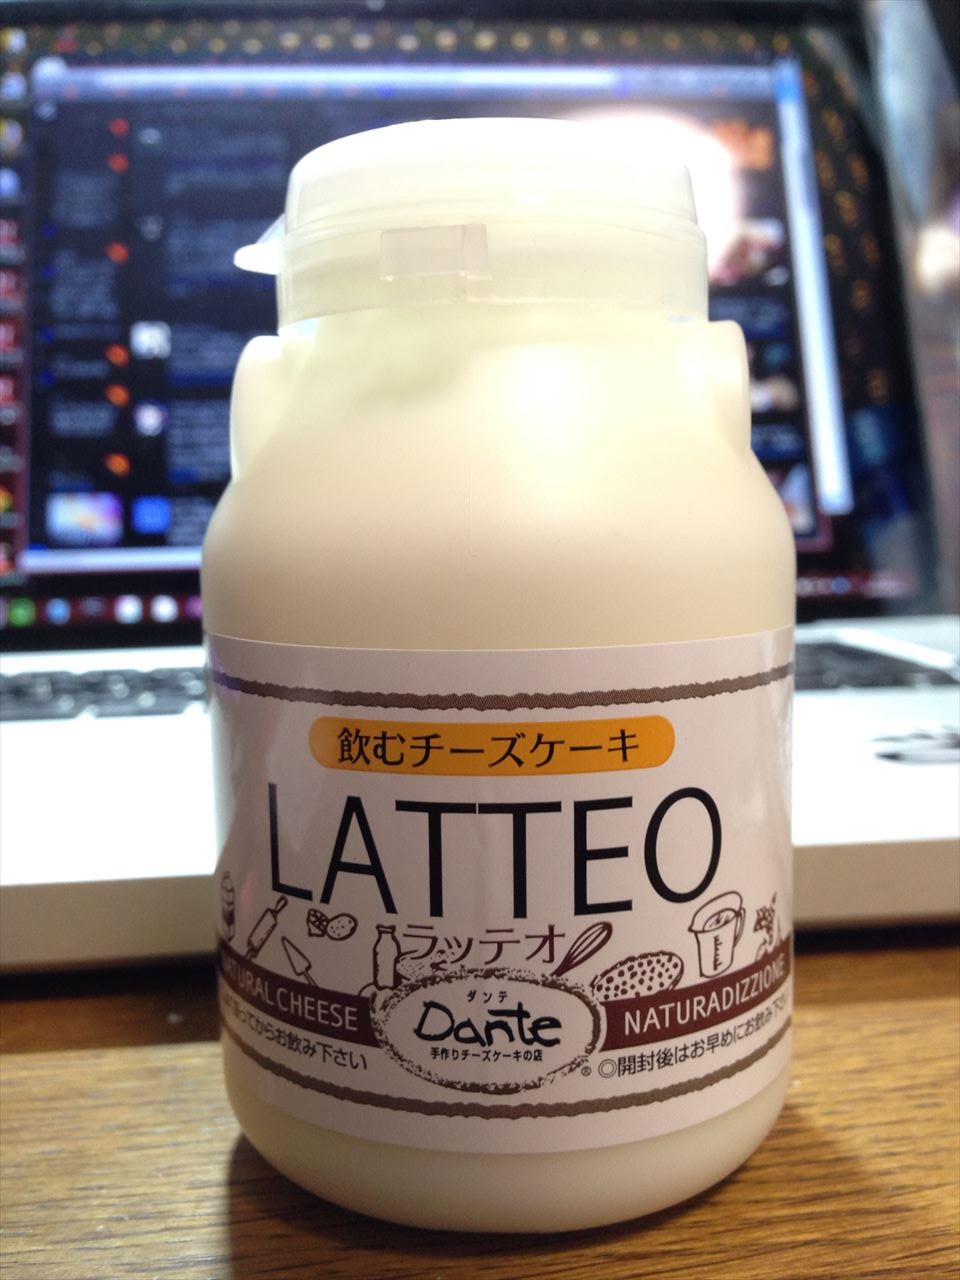 飲むチーズケーキ
LATTEO
ラッテオ
NATURAL CHEESE
ダンテ
Dante
手作りチーズケーキの店
®
NATURADIZZIONE
ってからお飲み下さい
◎開封後はお早めにお飲み下さい